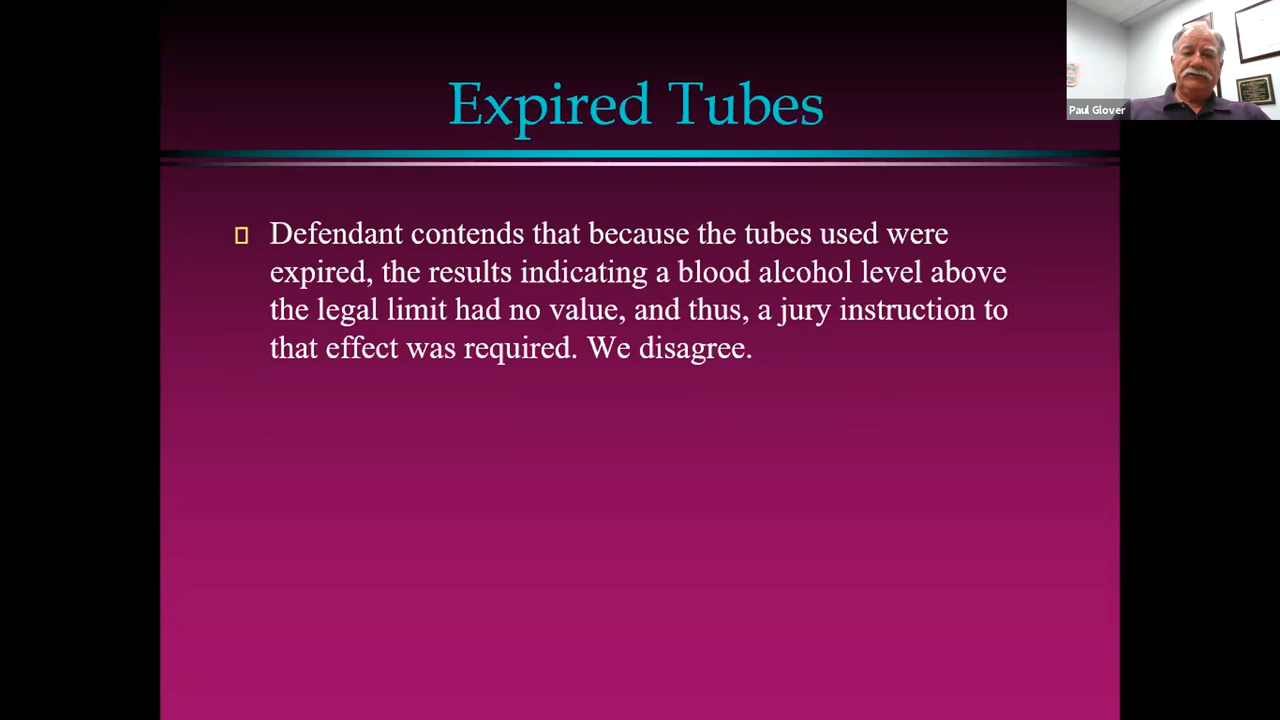 Expired Tubes
Defendant contends that because the tubes used were
expired, the results indicating a blood alcohol level above
the legal limit had no value, and thus, a jury instruction to
that effect was required. We disagree.
Paul Glover